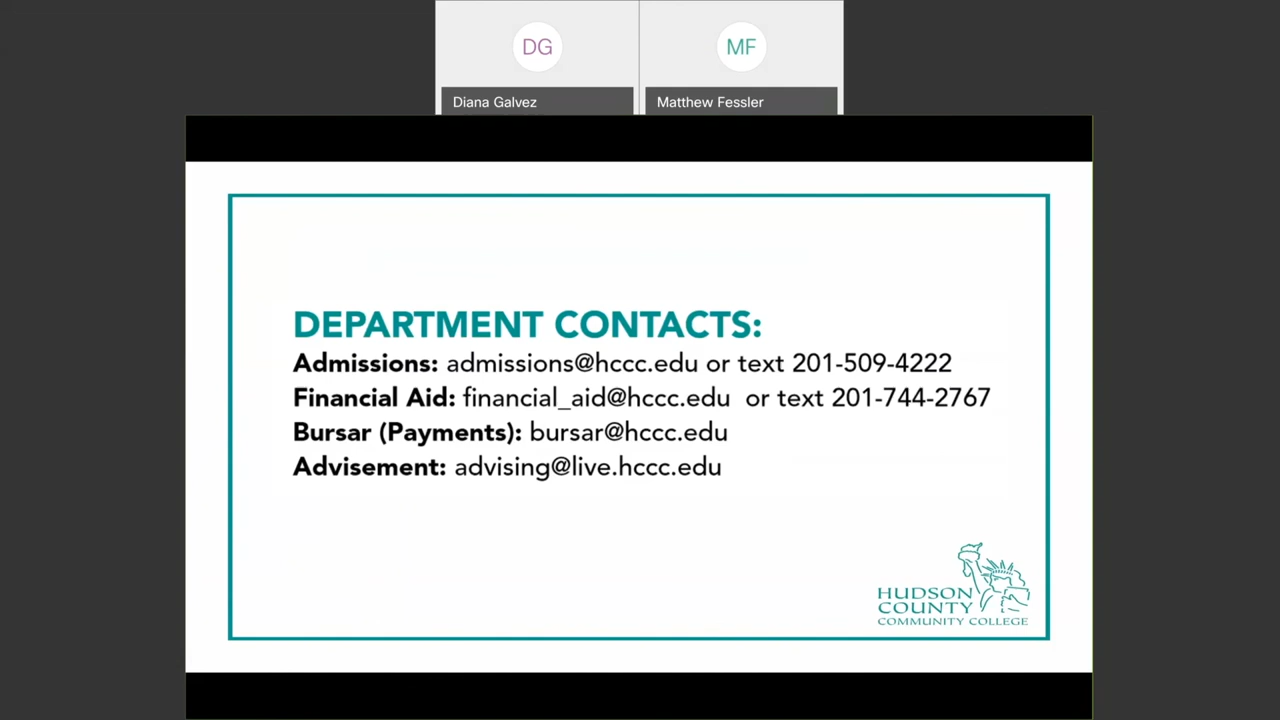 DG
MF
Diana Galvez
Matthew Fessler
DEPARTMENT CONTACTS:
Admissions: admissions@hccc.edu or text 201-509-4222
Financial Aid: financial_aid@hccc.edu or text 201-744-2767
Bursar (Payments): bursar@hccc.edu
Advisement: advising@live.hccc.edu
HUDSON
COUNTY
COMMUNITY COLLEGE